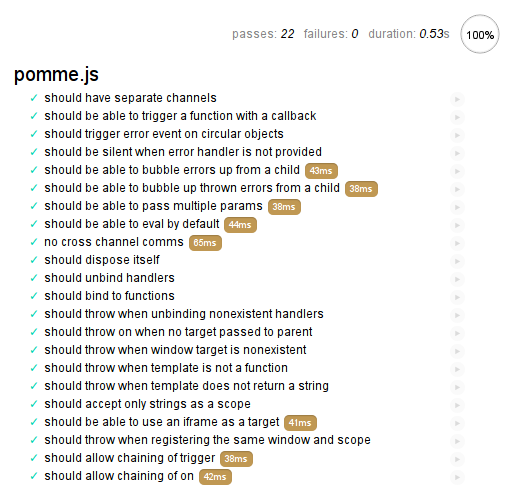 passes: 22 failures: 0 duration: 0.53s 100%
pomme.js
✓ should have separate channels
✓ should be able to trigger a function with a callback
✓ should trigger error event on circular objects
✓ should be silent when error handler is not provided
✓ should be able to bubble errors up from a child 43ms
✓ should be able to bubble up thrown errors from a child 38ms
✓ should be able to pass multiple params 38ms
✓ should be able to eval by default 44ms
✓ no cross channel comms 65ms
✓ should dispose itself
✓ should unbind handlers
✓ should bind to functions
✓ should throw when unbinding nonexistent handlers
✓ should throw on when no target passed to parent
✓ should throw when window target is nonexistent
✓ should throw when template is not a function
✓ should throw when template does not return a string
✓ should accept only strings as a scope
✓ should be able to use an iframe as a target 41ms
✓ should throw when registering the same window and scope
✓ should allow chaining of trigger 38ms
✓ should allow chaining of on 42ms